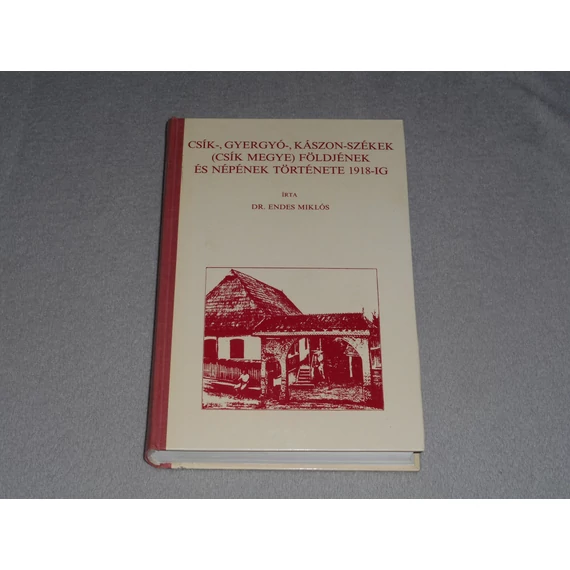 CSÍK-, GYERGYÓ-, KÁSZON-SZÉKEK
(CSÍK MEGYE) FÖLDJÉNEK
ÉS NÉPÉNEK TÖRTÉNETE 1918-IG
ÍRTA
DR. ENDES MIKLÓS